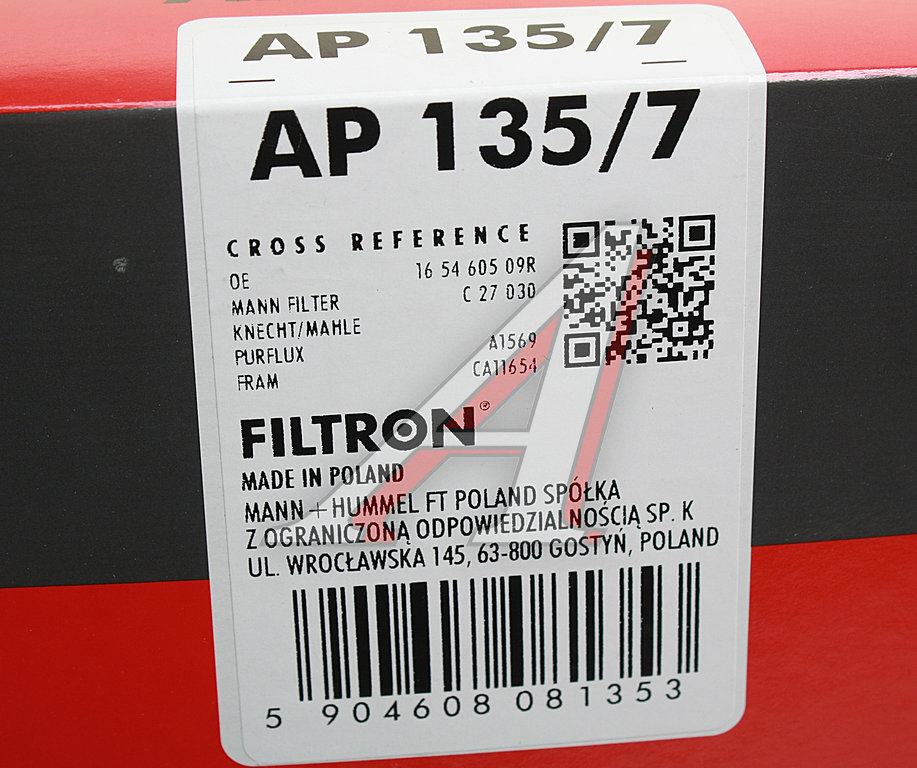 AP 135/7
AP 135/7
CROSS REFERENCE
OE 16 54 605 09R
MANN FILTER C 27 030
KNECHT/MAHLE
PURFLUX A1569
FRAM CA11654
FILTRON®
MADE IN POLAND
MANN+HUMMEL FT POLAND SPÓŁKA
Z OGRANICZONĄ ODPOWIEDZIALNOŚCIĄ SP. K
UL. WROCŁAWSKA 145, 63-800 GOSTYŃ, POLAND
5 904608 081353